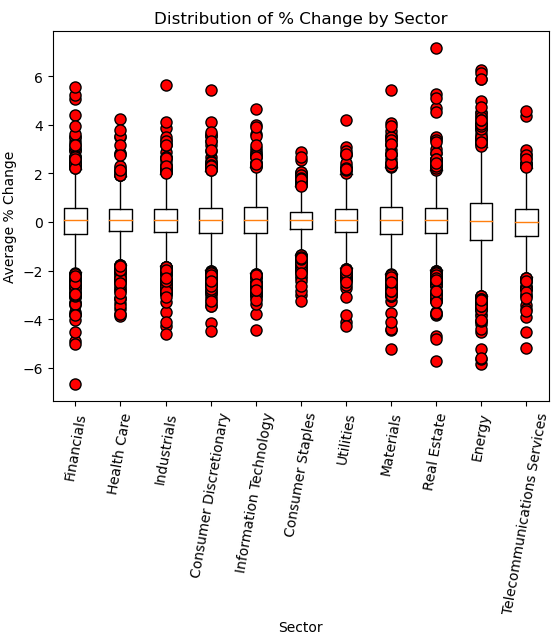 Distribution of % Change by Sector
Average % Change
6
4
2
0
−2
−4
−6
Financials
Health Care
Industrials
Consumer Discretionary
Information Technology
Consumer Staples
Utilities
Materials
Real Estate
Energy
Telecommunications Services
Sector